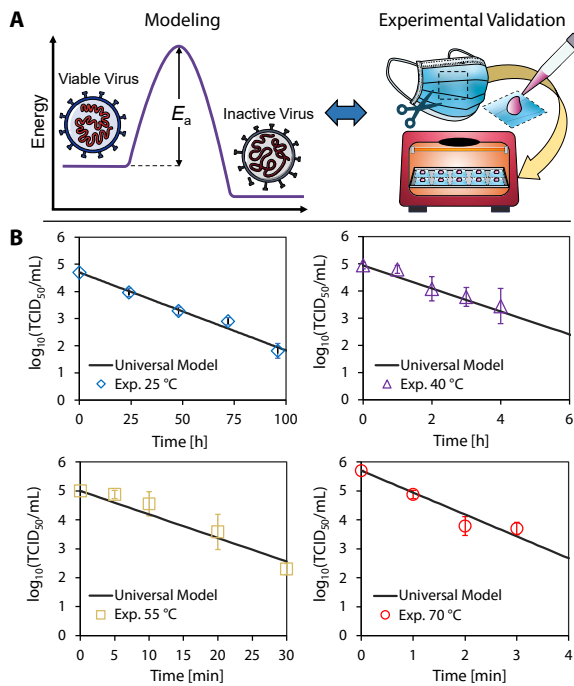 A
Modeling
Experimental Validation
Energy
Viable Virus
Eₐ
Inactive Virus
B
log₁₀(TCID₅₀/mL)
6
5
4
3
2
1
0
Universal Model
Exp. 25 °C
0 25 50 75 100
Time [h]
log₁₀(TCID₅₀/mL)
6
5
4
3
2
1
0
Universal Model
Exp. 40 °C
0 2 4 6
Time [h]
log₁₀(TCID₅₀/mL)
6
5
4
3
2
1
0
Universal Model
Exp. 55 °C
0 5 10 15 20 25 30
Time [min]
log₁₀(TCID₅₀/mL)
6
5
4
3
2
1
0
Universal Model
Exp. 70 °C
0 1 2 3 4
Time [min]